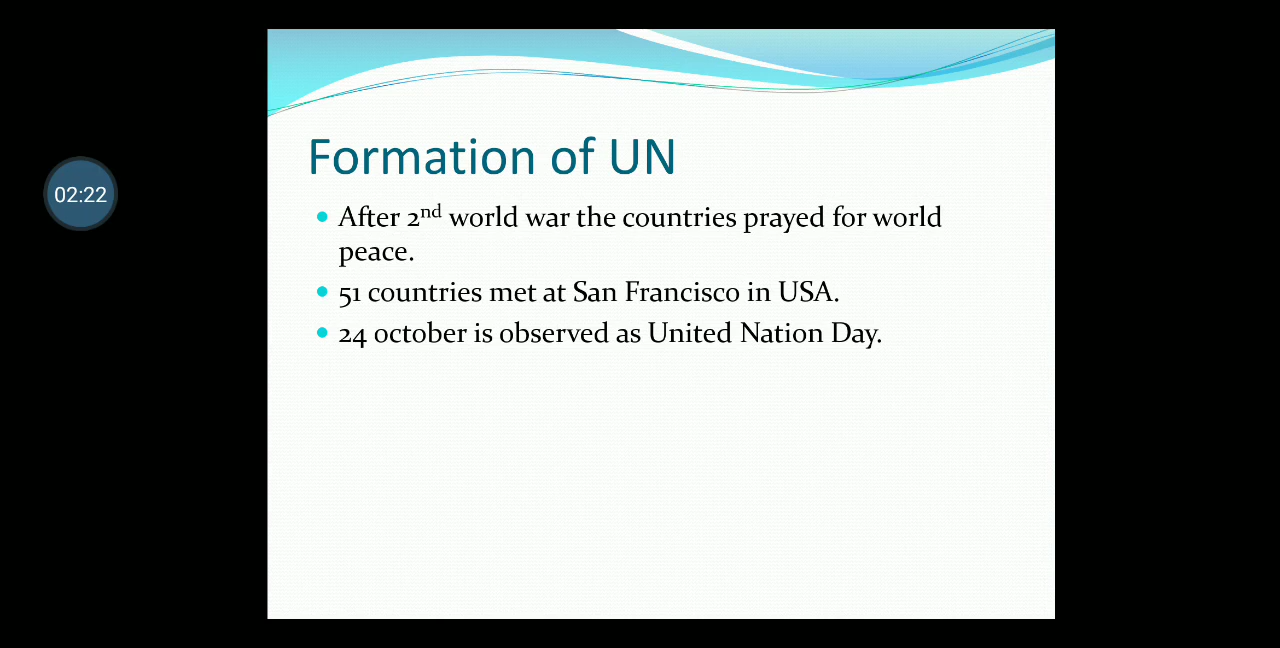 Formation of UN
After 2nd world war the countries prayed for world
peace.
02:22
51 countries met at San Francisco in USA.
24 october is observed as United Nation Day.